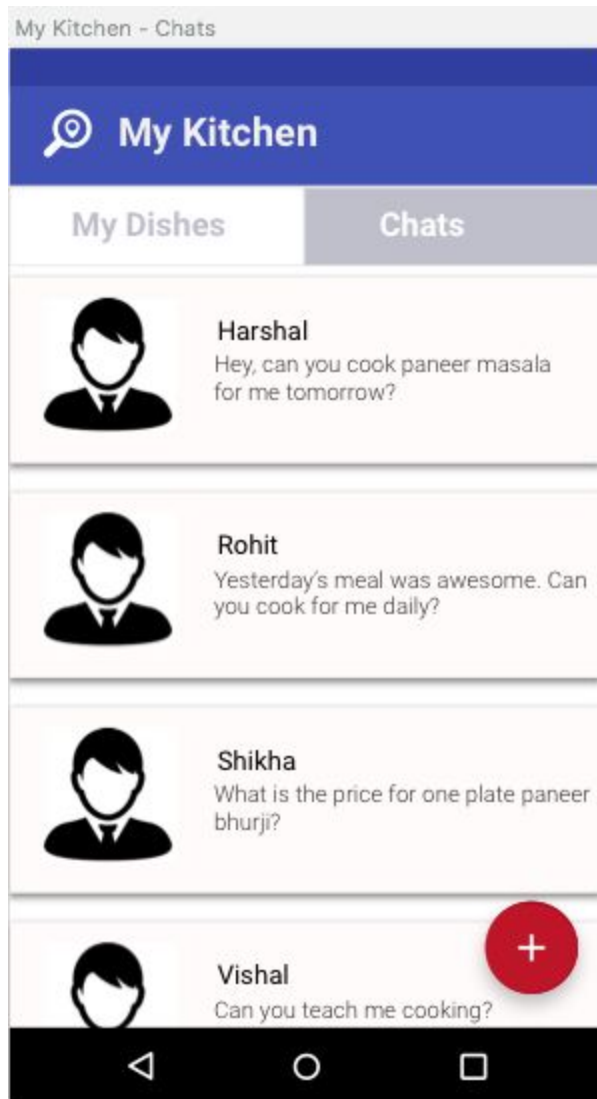 My Kitchen - Chats
My Kitchen
My Dishes
Chats
Harshal
Hey, can you cook paneer masala
for me tomorrow?
Rohit
Yesterday's meal was awesome. Can
you cook for me daily?
Shikha
What is the price for one plate paneer
bhurji?
Vishal
Can you teach me cooking?